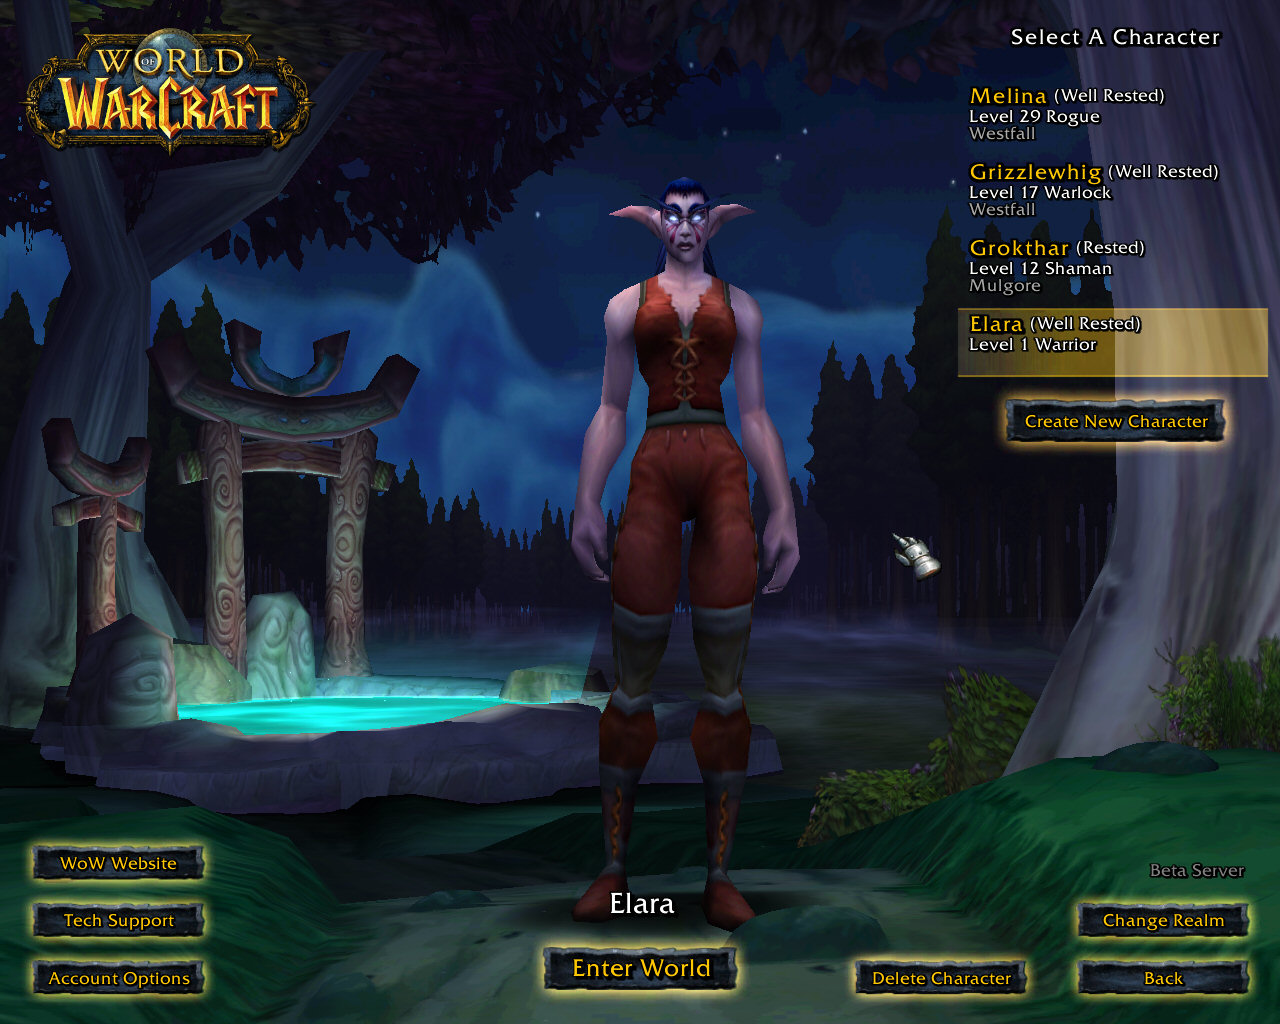 WORLD
OF
WARCRAFT
Select A Character
Melina (Well Rested)
Level 29 Rogue
Westfall
Grizzlewhig (Well Rested)
Level 17 Warlock
Westfall
Grokthar (Rested)
Level 12 Shaman
Mulgore
Elara (Well Rested)
Level 1 Warrior
Create New Character
WoW Website
Tech Support
Account Options
Elara
Enter World
Delete Character
Beta Server
Change Realm
Back